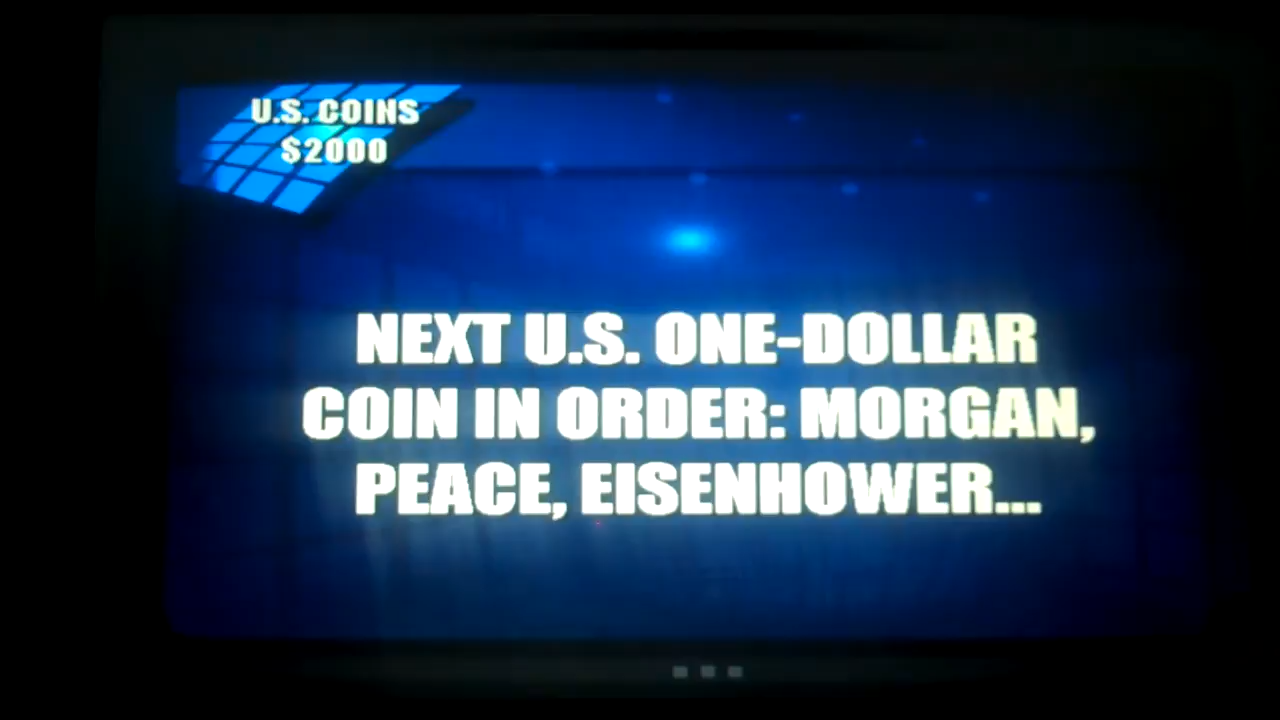 U.S. COINS
$2000
NEXT U.S. ONE-DOLLAR
COIN IN ORDER: MORGAN,
PEACE, EISENHOWER...